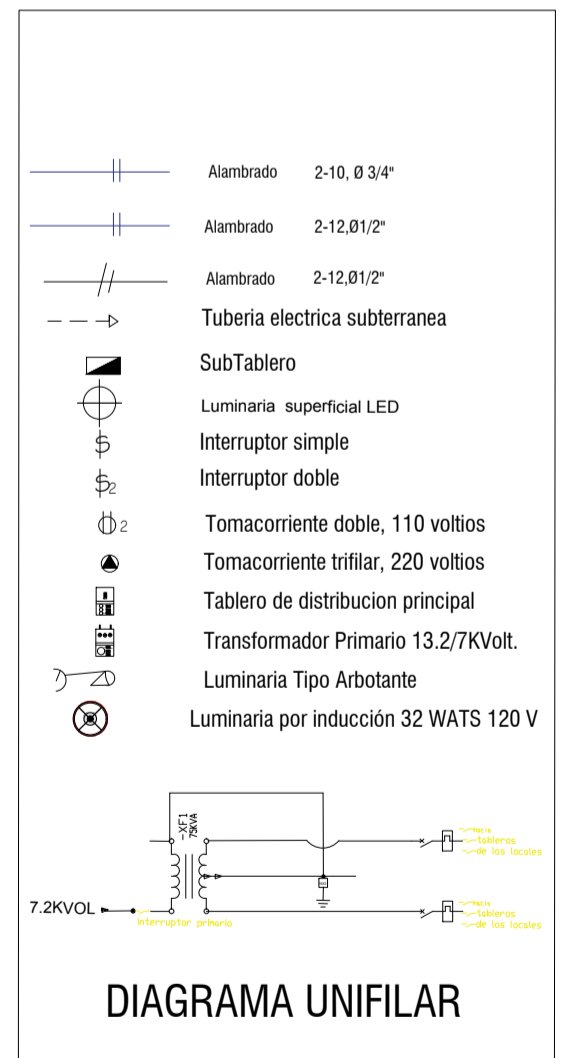 Alambrado 2-10, Ø 3/4"
Alambrado 2-12,Ø1/2"
Alambrado 2-12,Ø1/2"
Tuberia electrica subterranea
SubTablero
Luminaria superficial LED
$ Interruptor simple
$2 Interruptor doble
2 Tomacorriente doble, 110 voltios
Tomacorriente trifilar, 220 voltios
Tablero de distribucion principal
Transformador Primario 13.2/7KVolt.
Luminaria Tipo Arbotante
Luminaria por inducción 32 WATS 120 V
-XF1
75KVA
hacia
tableros
de los locales
7.2KVOL
interruptor primario
hacia
tableros
de los locales
DIAGRAMA UNIFILAR